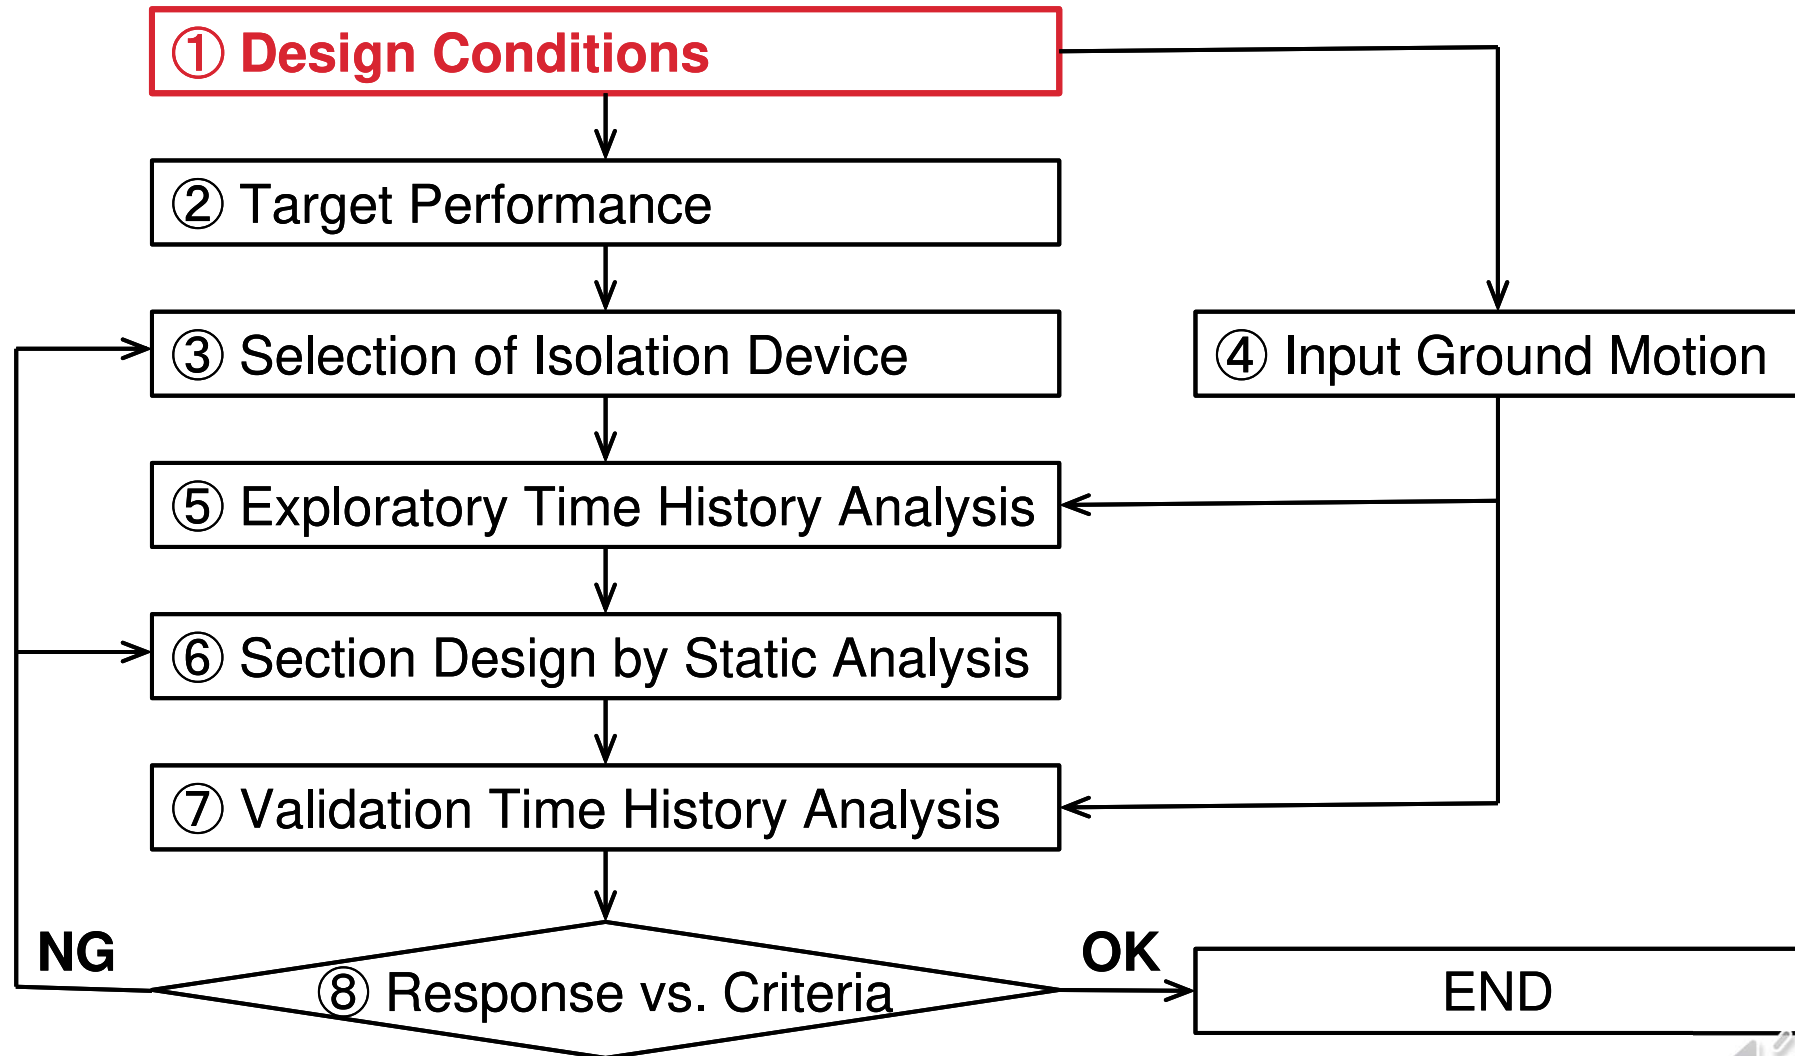 ① Design Conditions
② Target Performance
③ Selection of Isolation Device
④ Input Ground Motion
⑤ Exploratory Time History Analysis
⑥ Section Design by Static Analysis
⑦ Validation Time History Analysis
NG
OK
⑧ Response vs. Criteria
END